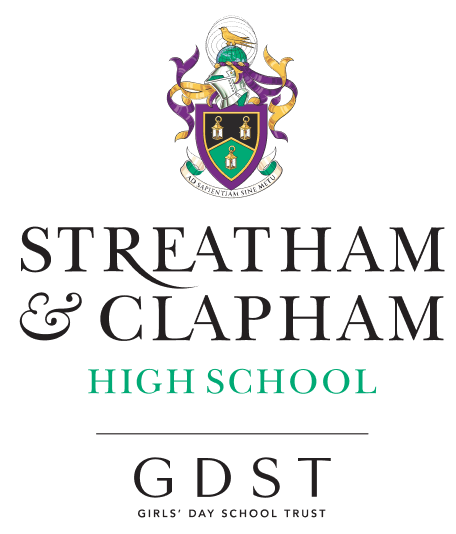 AD SAPIENTIAM SINE METU
STREATHAM
& CLAPHAM
HIGH SCHOOL
GDST
GIRLS' DAY SCHOOL TRUST